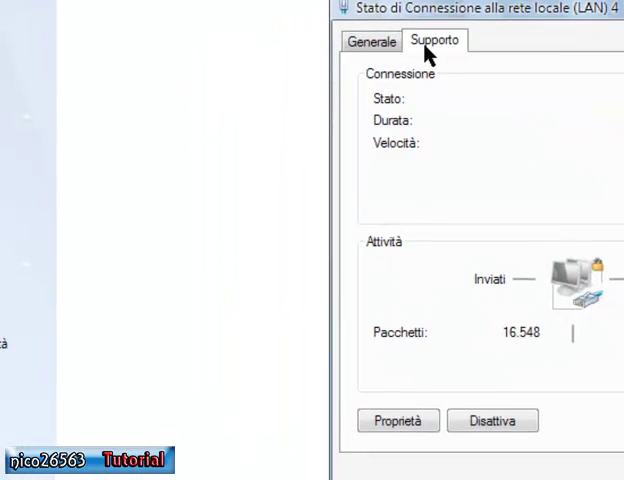 Stato di Connessione alla rete locale (LAN) 4
Generale
Supporto
Connessione
Stato:
Durata:
Velocità:
Attività
Inviati
Pacchetti: 16.548
Proprietà
Disattiva
nico26563 Tutorial